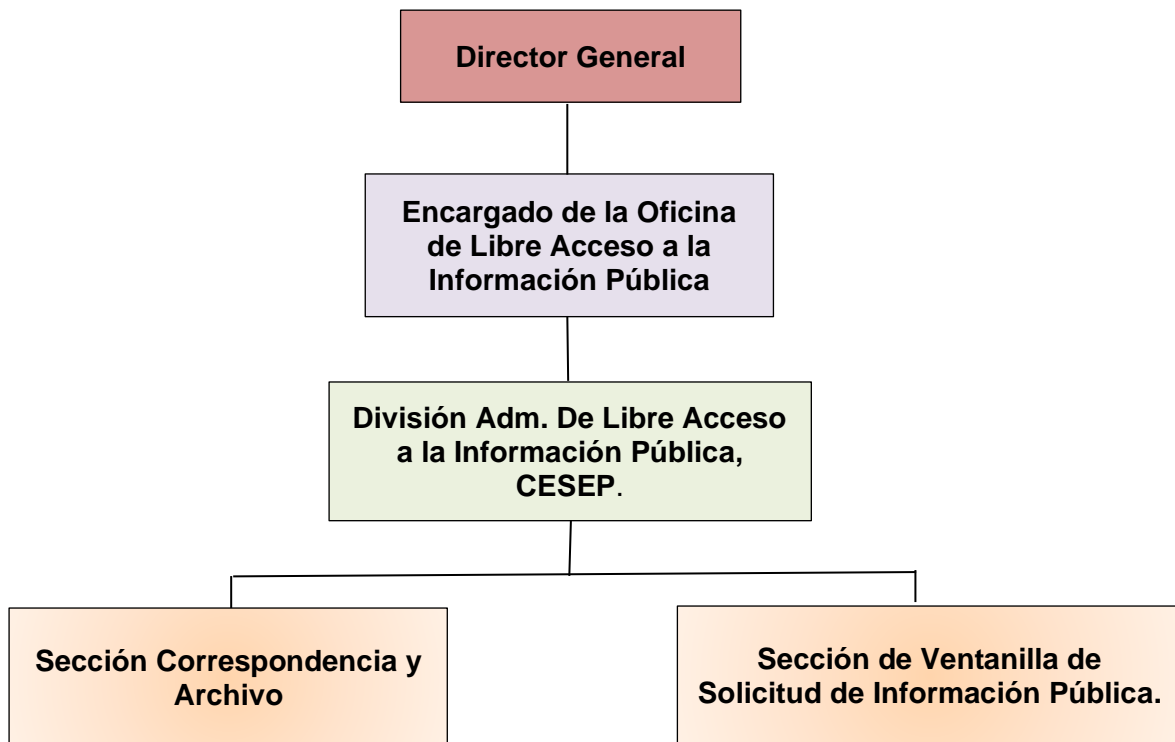 Director General
Encargado de la Oficina
de Libre Acceso a la
Información Pública
División Adm. De Libre Acceso
a la Información Pública,
CESEP.
Sección Correspondencia y
Archivo
Sección de Ventanilla de
Solicitud de Información Pública.